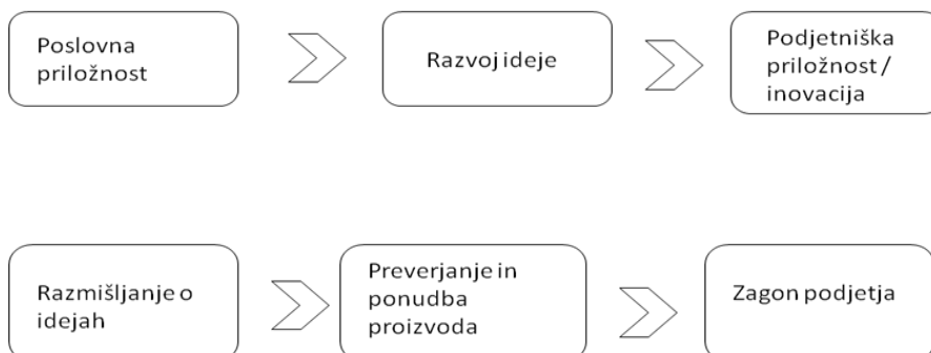 Poslovna
priložnost
Razvoj ideje
Podjetniška
priložnost /
inovacija
Razmišljanje o
idejah
Preverjanje in
ponudba
proizvoda
Zagon podjetja